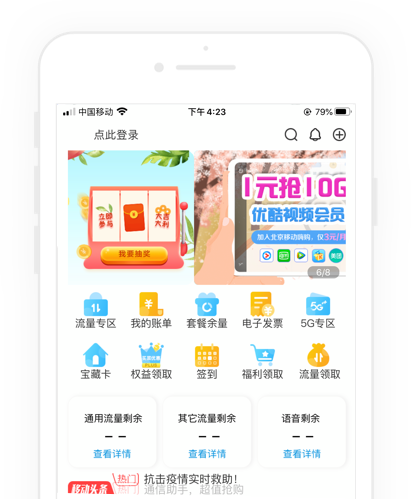 中国移动 下午 4:23 79%
点此登录
立即参与 大吉大利
我要抽奖
1元抢10G
优酷视频会员
加入北京移动嗨购，仅3元/月
美团
6/8
流量专区 我的账单 套餐余量 电子发票 5G专区
宝藏卡 权益领取 签到 福利领取 流量领取
通用流量剩余 其它流量剩余 语音剩余
-- -- --
查看详情 查看详情 查看详情
移动头条 热门 抗击疫情实时救助！
热门 通信助手，超值抢购